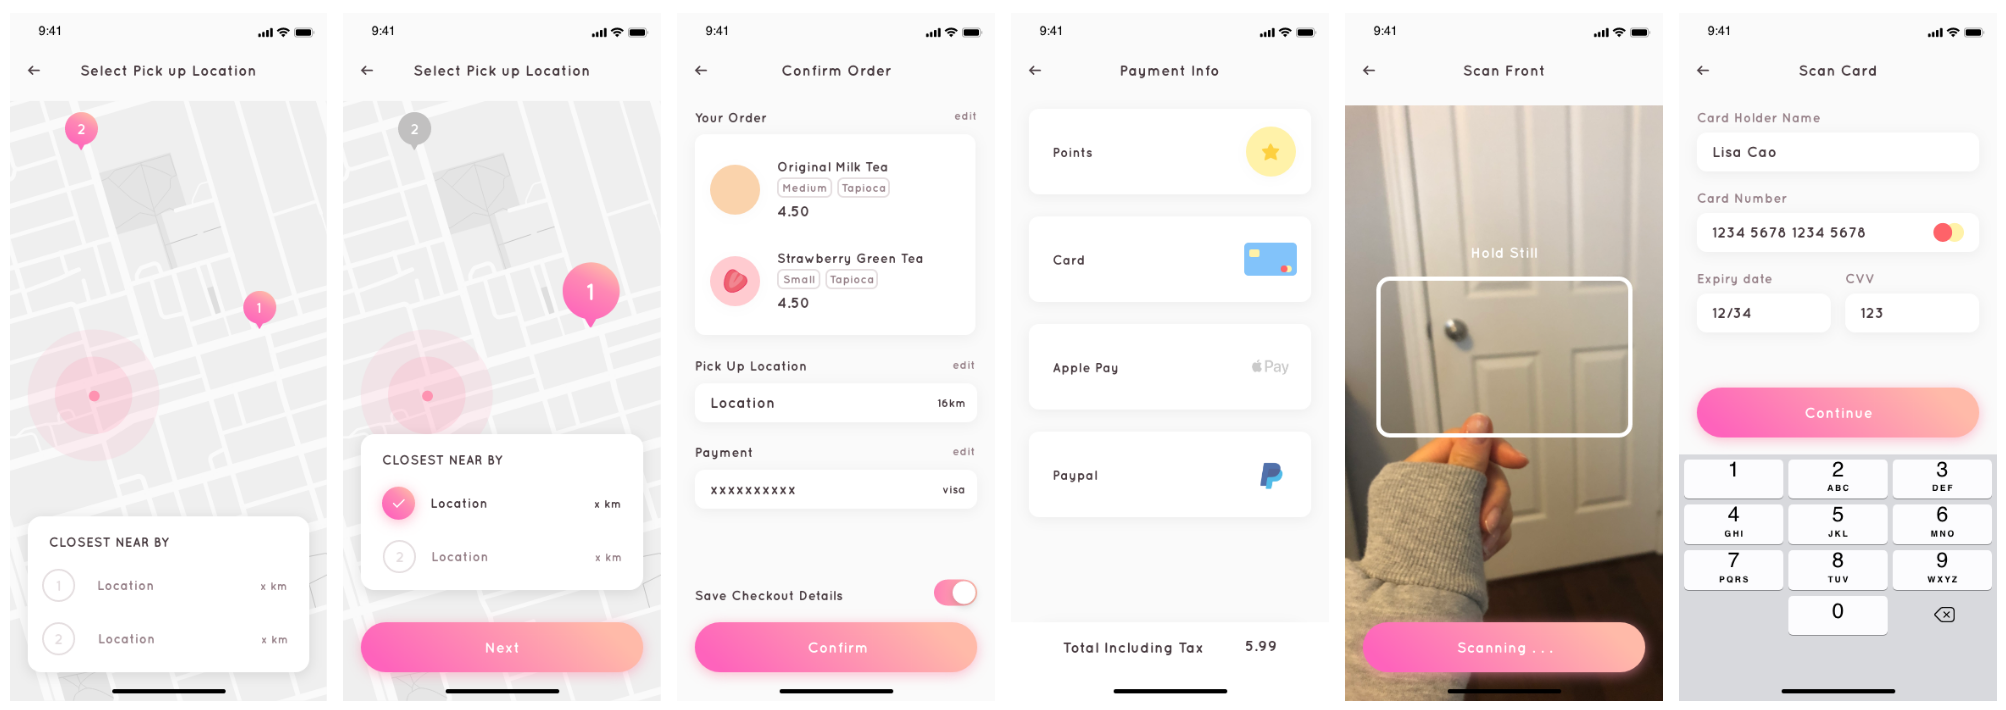 9:41
Select Pick up Location
2
1
CLOSEST NEAR BY
1 Location x km
2 Location x km
9:41
Select Pick up Location
2
1
CLOSEST NEAR BY
Location x km
2 Location x km
Next
9:41
Confirm Order
Your Order edit
Original Milk Tea
Medium Tapioca
4.50
Strawberry Green Tea
Small Tapioca
4.50
Pick Up Location edit
Location 16km
Payment edit
xxxxxxxxxx visa
Save Checkout Details
Confirm
9:41
Payment Info
Points
Card
Apple Pay Pay
Paypal
Total Including Tax 5.99
9:41
Scan Front
Hold Still
Scanning . . .
9:41
Scan Card
Card Holder Name
Lisa Cao
Card Number
1234 5678 1234 5678
Expiry date CVV
12/34 123
Continue
1 2 3
ABC DEF
4 5 6
GHI JKL MNO
7 8 9
PQRS TUV WXYZ
0